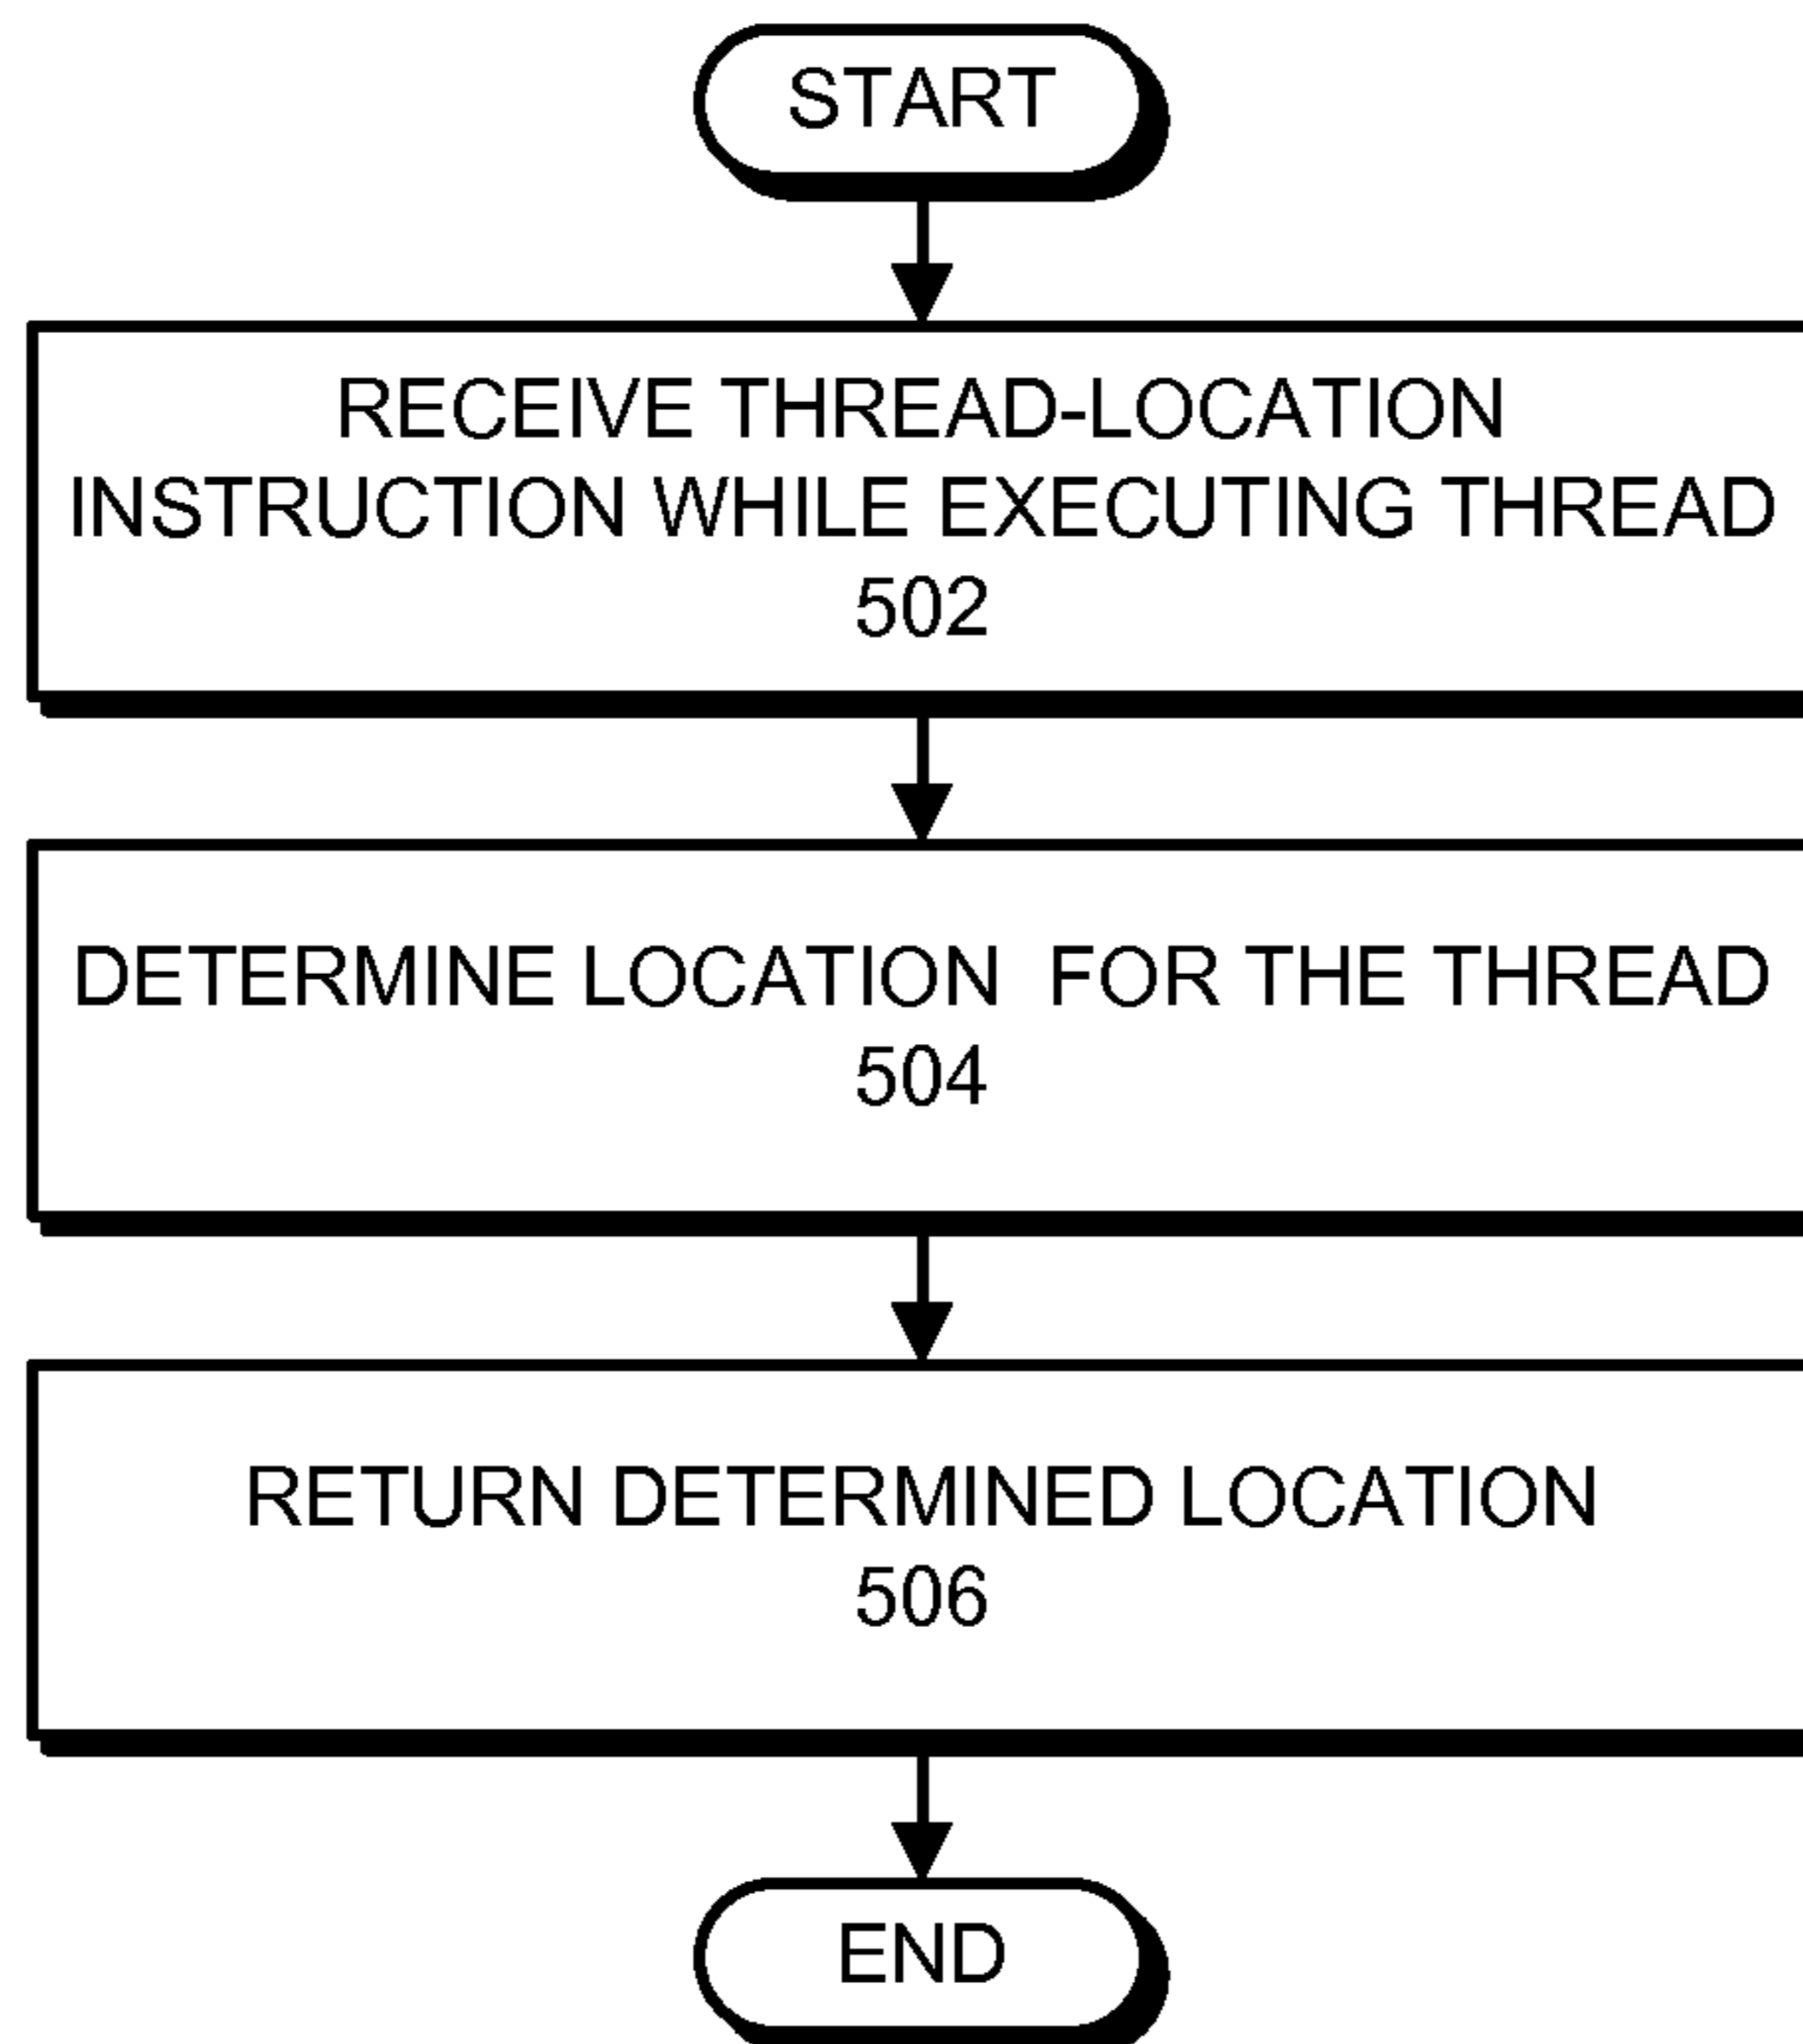 START
RECEIVE THREAD-LOCATION
INSTRUCTION WHILE EXECUTING THREAD
502
DETERMINE LOCATION FOR THE THREAD
504
RETURN DETERMINED LOCATION
506
END